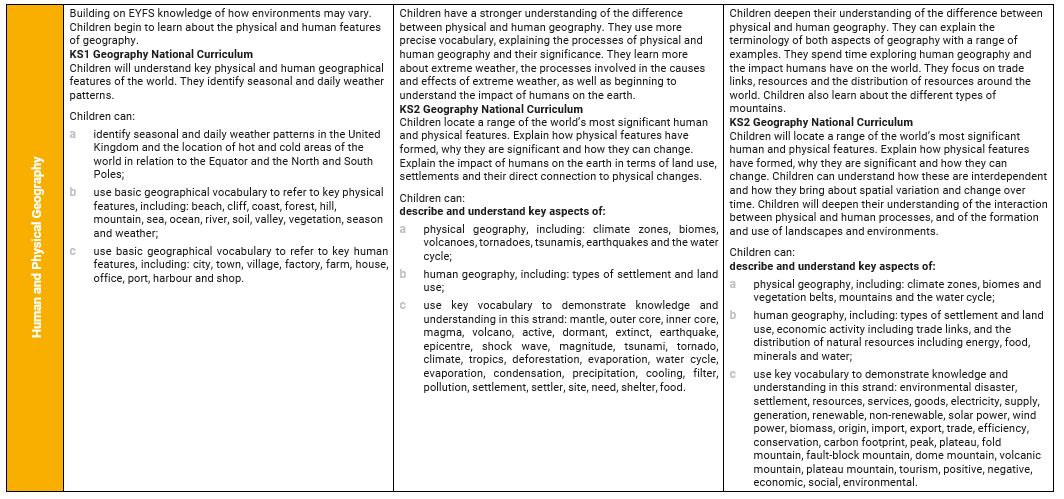 Human and Physical Geography
Building on EYFS knowledge of how environments may vary.
Children begin to learn about the physical and human features
of geography.
KS1 Geography National Curriculum
Children will understand key physical and human geographical
features of the world. They identify seasonal and daily weather
patterns.
Children can:
a identify seasonal and daily weather patterns in the United
Kingdom and the location of hot and cold areas of the
world in relation to the Equator and the North and South
Poles;
b use basic geographical vocabulary to refer to key physical
features, including: beach, cliff, coast, forest, hill,
mountain, sea, ocean, river, soil, valley, vegetation, season
and weather;
c use basic geographical vocabulary to refer to key human
features, including: city, town, village, factory, farm, house,
office, port, harbour and shop.
Children have a stronger understanding of the difference
between physical and human geography. They use more
precise vocabulary, explaining the processes of physical and
human geography and their significance. They learn more
about extreme weather, the processes involved in the causes
and effects of extreme weather, as well as beginning to
understand the impact of humans on the earth.
KS2 Geography National Curriculum
Children locate a range of the world's most significant human
and physical features. Explain how physical features have
formed, why they are significant and how they can change.
Explain the impact of humans on the earth in terms of land use,
settlements and their direct connection to physical changes.
Children can:
describe and understand key aspects of:
a physical geography, including: climate zones, biomes,
volcanoes, tornadoes, tsunamis, earthquakes and the water
cycle;
b human geography, including: types of settlement and land
use;
c use key vocabulary to demonstrate knowledge and
understanding in this strand: mantle, outer core, inner core,
magma, volcano, active, dormant, extinct, earthquake,
epicentre, shock wave, magnitude, tsunami, tornado,
climate, tropics, deforestation, evaporation, water cycle,
evaporation, condensation, precipitation, cooling, filter,
pollution, settlement, settler, site, need, shelter, food.
Children deepen their understanding of the difference between
physical and human geography. They can explain the
terminology of both aspects of geography with a range of
examples. They spend time exploring human geography and
the impact humans have on the world. They focus on trade
links, resources and the distribution of resources around the
world. Children also learn about the different types of
mountains.
KS2 Geography National Curriculum
Children will locate a range of the world's most significant
human and physical features. Explain how physical features
have formed, why they are significant and how they can
change. Children can understand how these are interdependent
and how they bring about spatial variation and change over
time. Children will deepen their understanding of the interaction
between physical and human processes, and of the formation
and use of landscapes and environments.
Children can:
describe and understand key aspects of:
a physical geography, including: climate zones, biomes and
vegetation belts, mountains and the water cycle;
b human geography, including: types of settlement and land
use, economic activity including trade links, and the
distribution of natural resources including energy, food,
minerals and water;
c use key vocabulary to demonstrate knowledge and
understanding in this strand: environmental disaster,
settlement, resources, services, goods, electricity, supply,
generation, renewable, non-renewable, solar power, wind
power, biomass, origin, import, export, trade, efficiency,
conservation, carbon footprint, peak, plateau, fold
mountain, fault-block mountain, dome mountain, volcanic
mountain, plateau mountain, tourism, positive, negative,
economic, social, environmental.